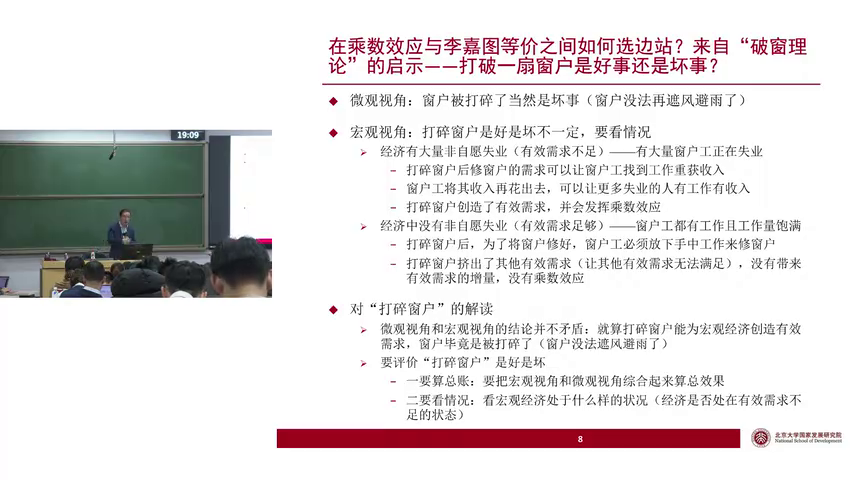 19:09
在乘数效应与李嘉图等价之间如何选边站？来自“破窗理
论”的启示——打破一扇窗户是好事还是坏事？
微观视角：窗户被打碎了当然是坏事（窗户没法再遮风避雨了）
宏观视角：打碎窗户是好是坏不一定，要看情况
经济有大量非自愿失业（有效需求不足）——有大量窗户工正在失业
打碎窗户后修窗户的需求可以让窗户工找到工作重获收入
窗户工将其收入再花出去，可以让更多失业的人有工作有收入
打碎窗户创造了有效需求，并会发挥乘数效应
经济中没有非自愿失业（有效需求足够）——窗户工都有工作且工作量饱满
打碎窗户后，为了将窗户修好，窗户工必须放下手中工作来修窗户
打碎窗户挤出了其他有效需求（让其他有效需求无法满足），没有带来
有效需求的增量，没有乘数效应
对“打碎窗户”的解读
微观视角和宏观视角的结论并不矛盾：就算打碎窗户能为宏观经济创造有效
需求，窗户毕竟是被打碎了（窗户没法遮风避雨了）
要评价“打碎窗户”是好是坏
一要算总账：要把宏观视角和微观视角综合起来算总效果
二要看情况：看宏观经济处于什么样的状况（经济是否处在有效需求不
足的状态）
8
北京大学国家发展研究院
National School of Development